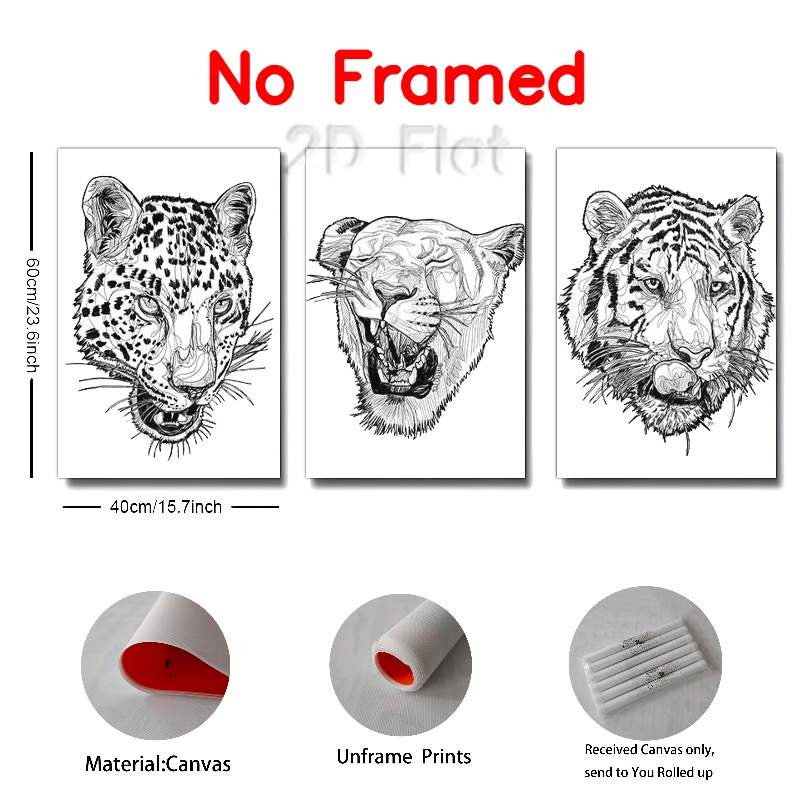 No Framed
2D Flat
60cm/23.6inch
40cm/15.7inch
Material:Canvas
Unframe Prints
Received Canvas only,
send to You Rolled up